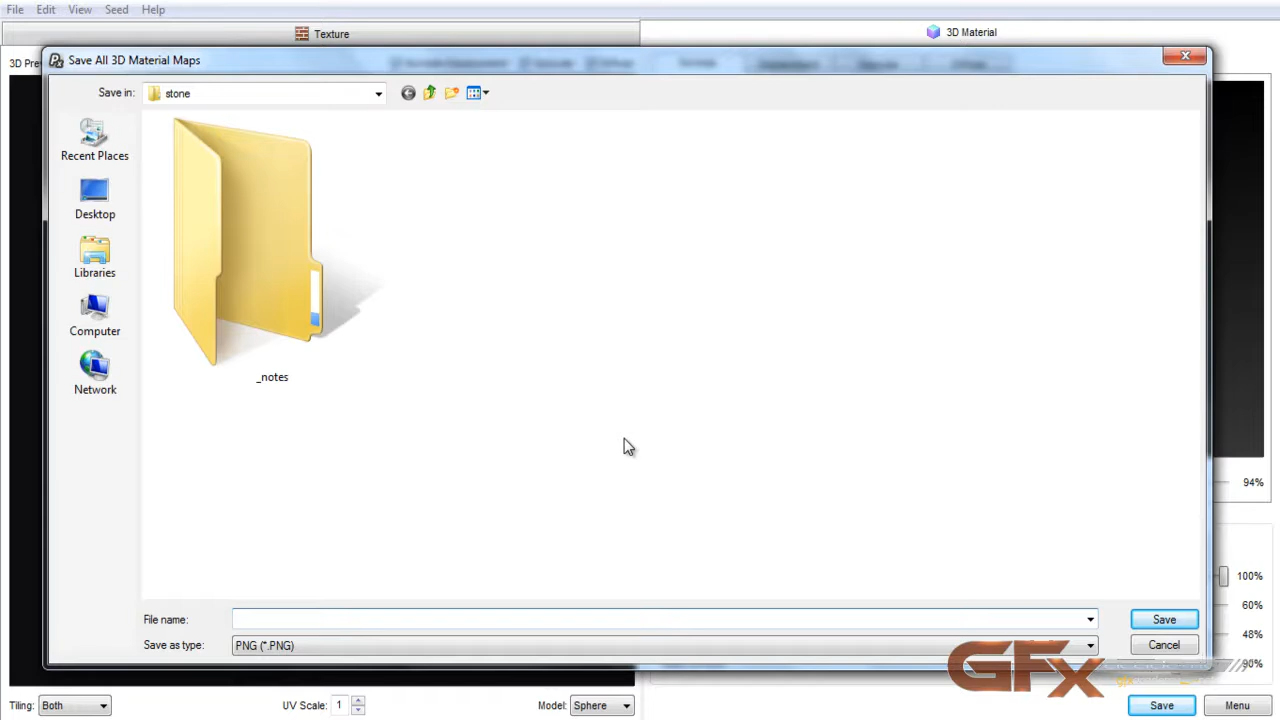 File Edit View Seed Help
Texture
3D Material
3D Pre
Save All 3D Material Maps
Save in: stone
Recent Places
Desktop
Libraries
Computer
Network
_notes
94%
100%
60%
48%
90%
File name:
Save
Save as type: PNG (*.PNG)
Cancel
GFx
Tiling: Both
UV Scale: 1
Model: Sphere
Save
Menu